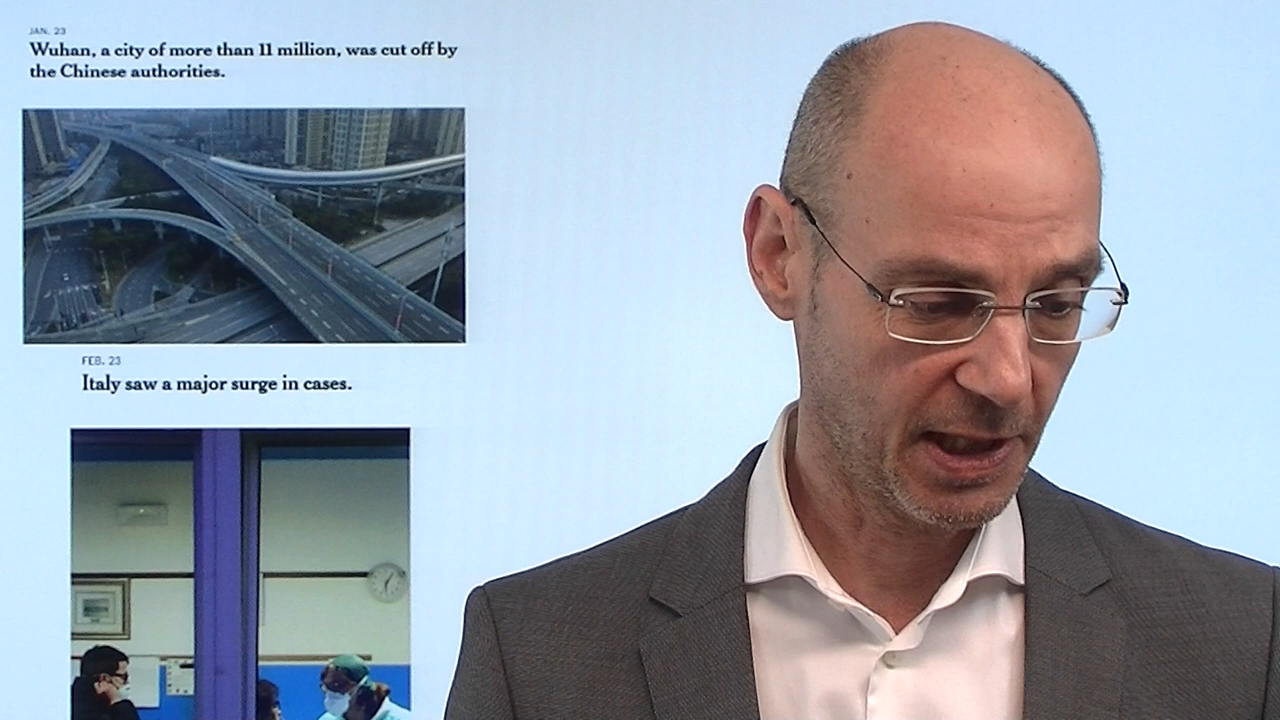 JAN. 23
Wuhan, a city of more than 11 million, was cut off by
the Chinese authorities.
FEB. 23
Italy saw a major surge in cases.